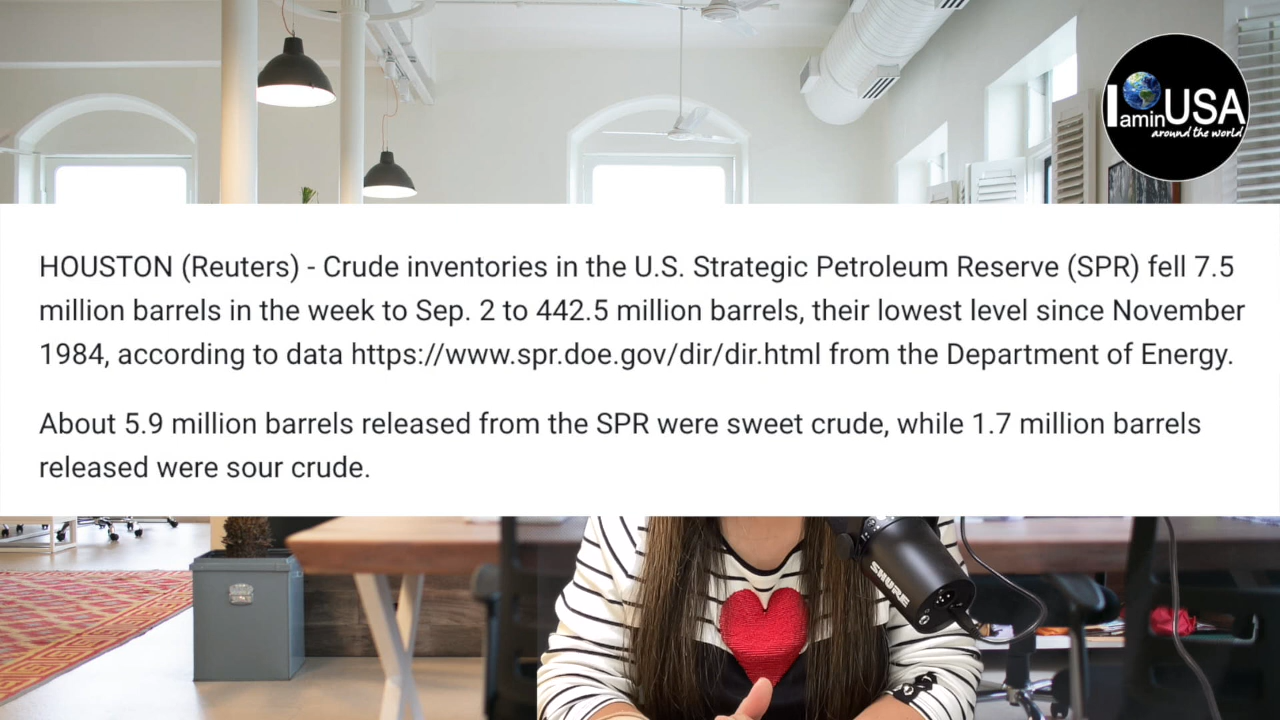 I aminUSA
around the world
HOUSTON (Reuters) - Crude inventories in the U.S. Strategic Petroleum Reserve (SPR) fell 7.5
million barrels in the week to Sep. 2 to 442.5 million barrels, their lowest level since November
1984, according to data https://www.spr.doe.gov/dir/dir.html from the Department of Energy.
About 5.9 million barrels released from the SPR were sweet crude, while 1.7 million barrels
released were sour crude.
SHURE